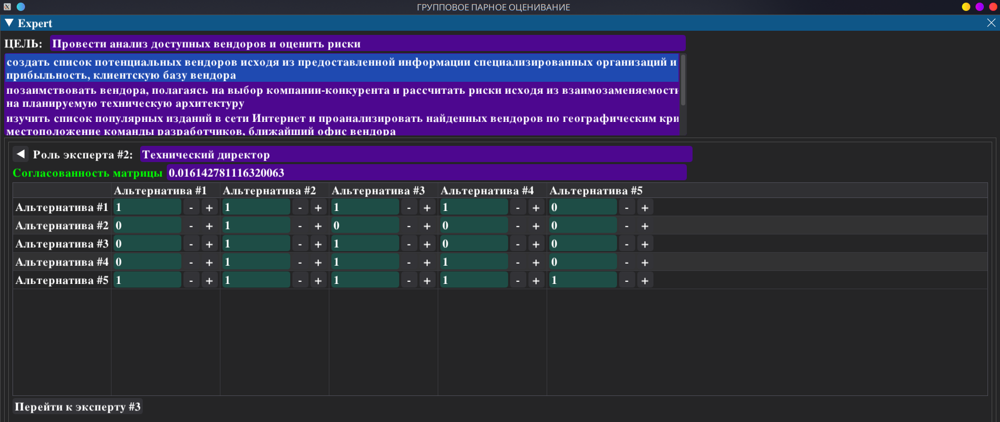 ГРУППОВОЕ ПАРНОЕ ОЦЕНИВАНИЕ
Expert
ЦЕЛЬ: Провести анализ доступных вендоров и оценить риски
создать список потенциальных вендоров исходя из предоставленной информации специализированных организаций и
прибыльность, клиентскую базу вендора
позаимствовать вендора, полагаясь на выбор компании-конкурента и рассчитать риски исходя из взаимозаменяемости
на планируемую техническую архитектуру
изучить список популярных изданий в сети Интернет и проанализировать найденных вендоров по географическим кри
местоположение команды разработчиков, ближайший офис вендора
Роль эксперта #2: Технический директор
Согласованность матрицы 0.016142781116320063
Альтернатива #1 Альтернатива #2 Альтернатива #3 Альтернатива #4 Альтернатива #5
Альтернатива #1 1 - + 1 - + 1 - + 1 - + 0 - +
Альтернатива #2 0 - + 1 - + 0 - + 0 - + 0 - +
Альтернатива #3 0 - + 1 - + 1 - + 0 - + 0 - +
Альтернатива #4 0 - + 1 - + 1 - + 1 - + 0 - +
Альтернатива #5 1 - + 1 - + 1 - + 1 - + 1 - +
Перейти к эксперту #3